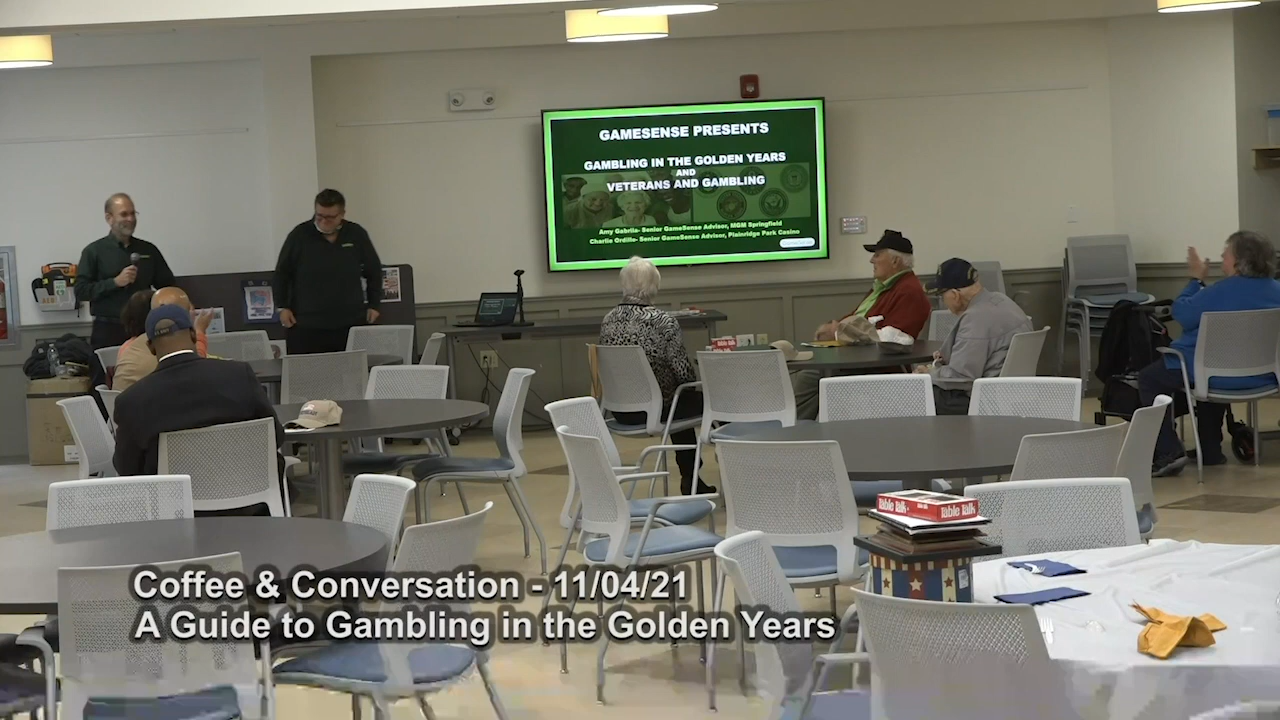 GAMESENSE PRESENTS
GAMBLING IN THE GOLDEN YEARS
AND
VETERANS AND GAMBLING
Amy Gabrila- Senior GameSense Advisor, MGM Springfield
Charlie Ordille- Senior GameSense Advisor, Plainridge Park Casino
Table Talk
Coffee & Conversation - 11/04/21
A Guide to Gambling in the Golden Years